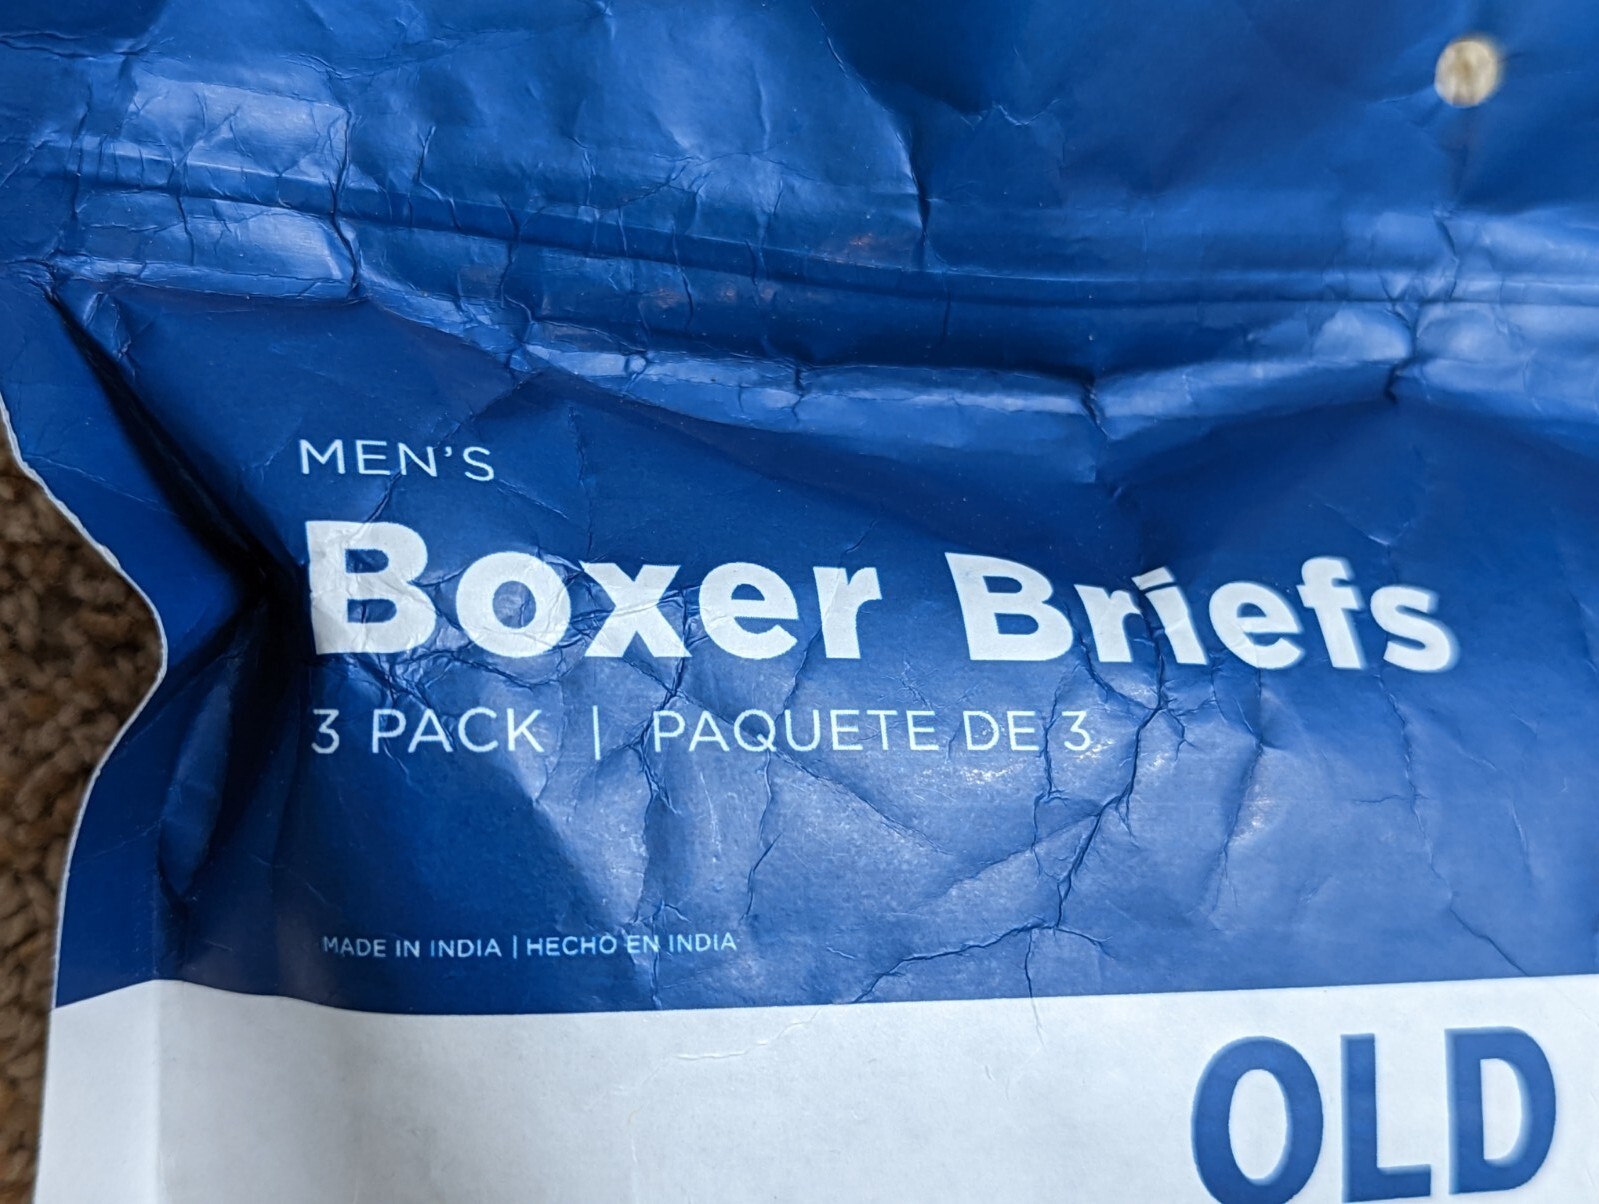 MEN'S
Boxer Briefs
3 PACK | PAQUETE DE 3
MADE IN INDIA | HECHO EN INDIA
OLD